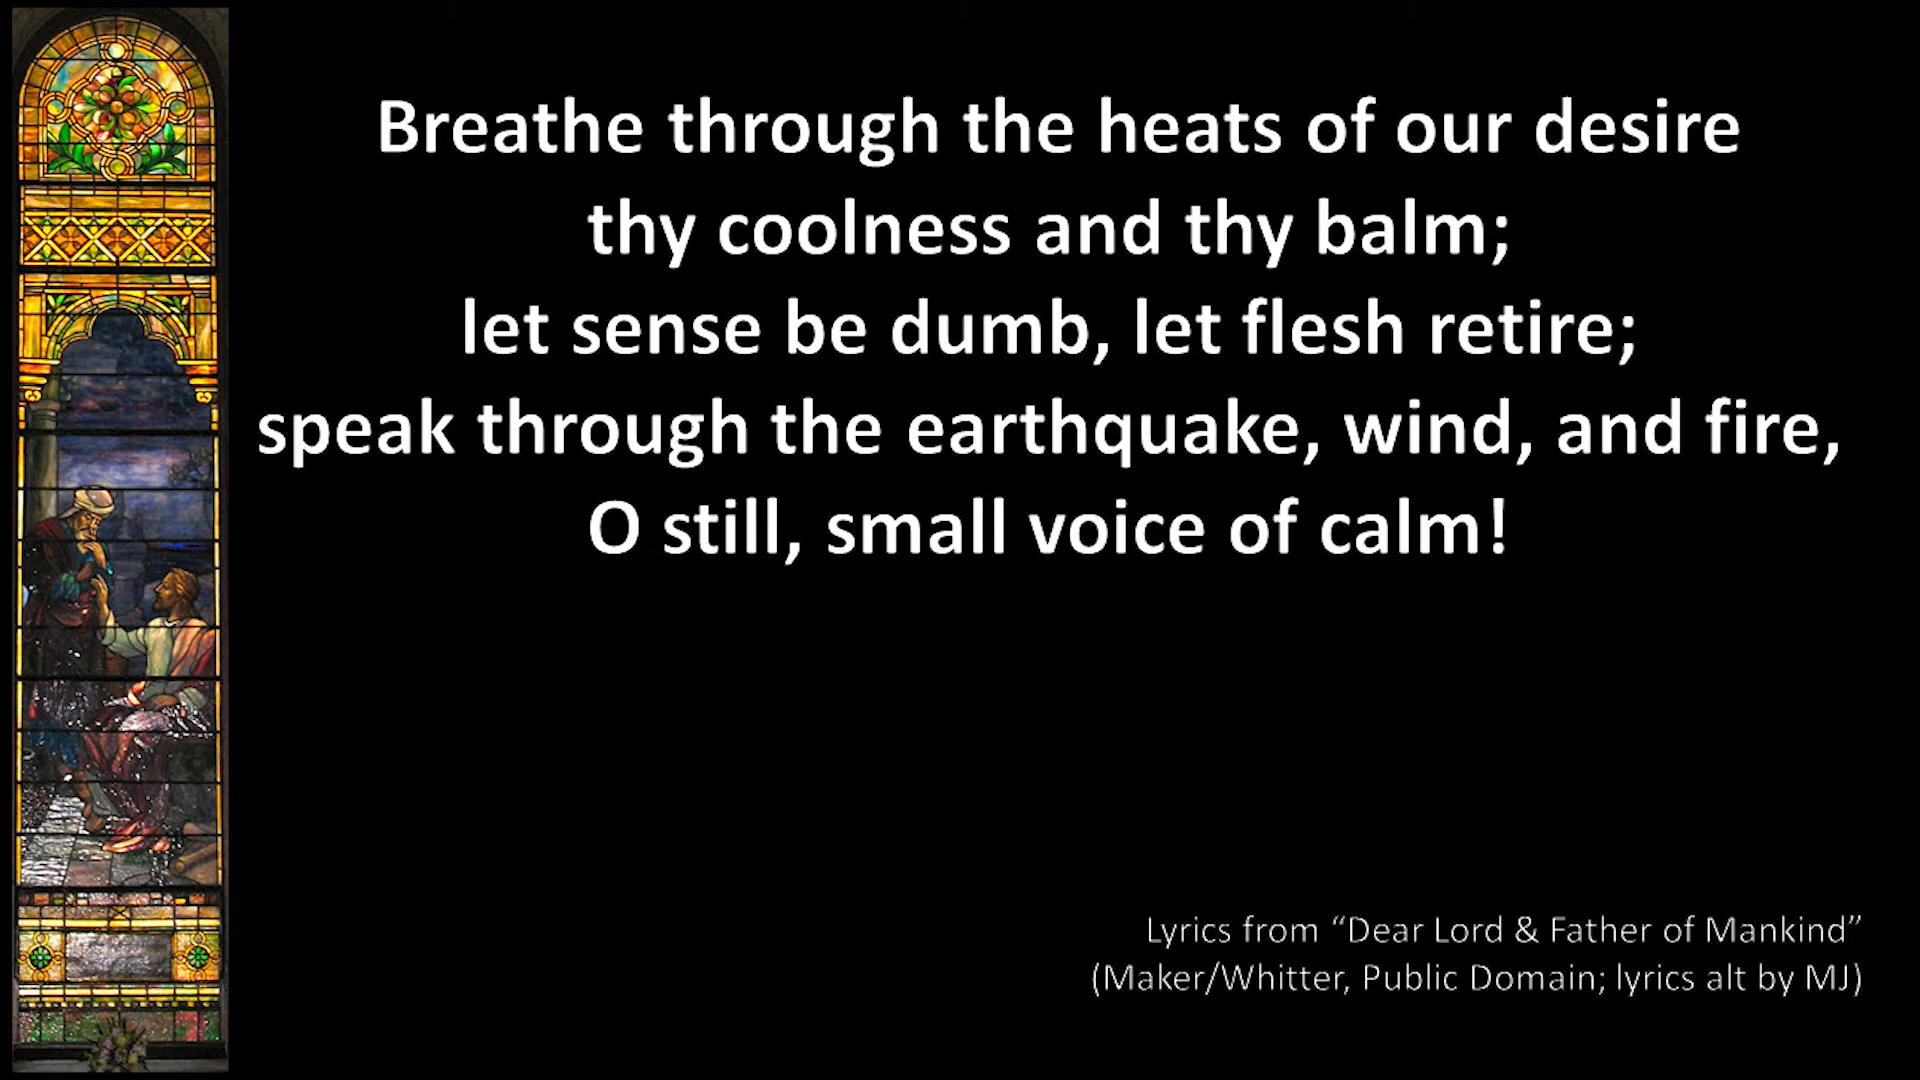 Breathe through the heats of our desire
thy coolness and thy balm;
let sense be dumb, let flesh retire;
speak through the earthquake, wind, and fire,
O still, small voice of calm!
Lyrics from “Dear Lord & Father of Mankind”
(Maker/Whitter, Public Domain; lyrics alt by MJ)